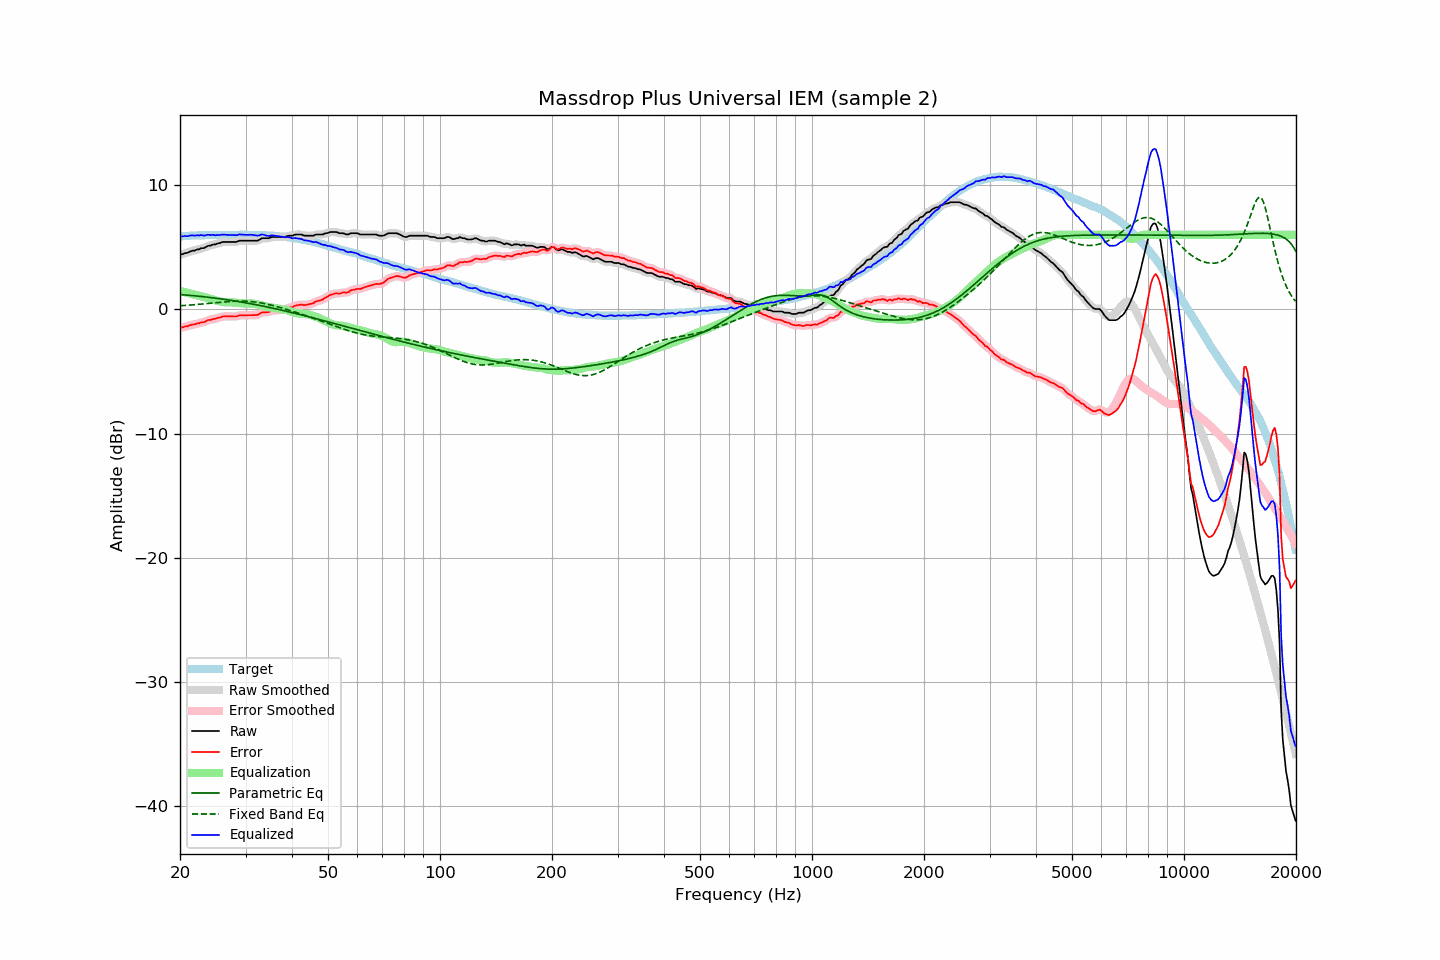 Massdrop Plus Universal IEM (sample 2)
Amplitude (dBr)
10
0
−10
−20
−30
−40
Target
Raw Smoothed
Error Smoothed
Raw
Error
Equalization
Parametric Eq
Fixed Band Eq
Equalized
20 50 100 200 500 1000 2000 5000 10000 20000
Frequency (Hz)